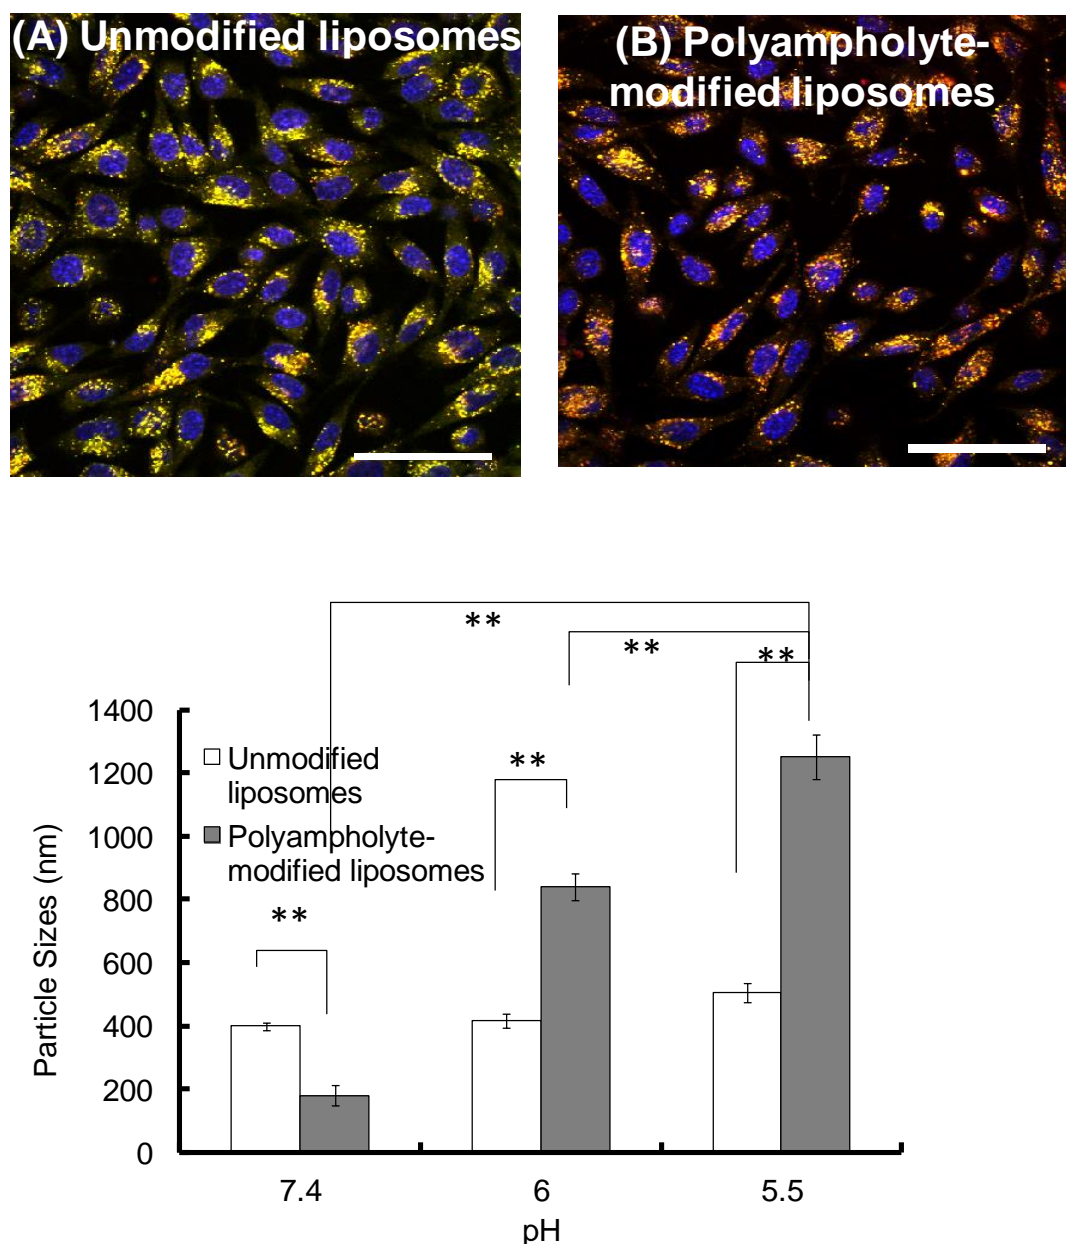 (A) Unmodified liposomes
(B) Polyampholyte-
modified liposomes
**
**
**
1400
1200
1000
800
600
400
200
0
Particle Sizes (nm)
Unmodified
liposomes
Polyampholyte-
modified liposomes
**
**
7.4
6
5.5
pH